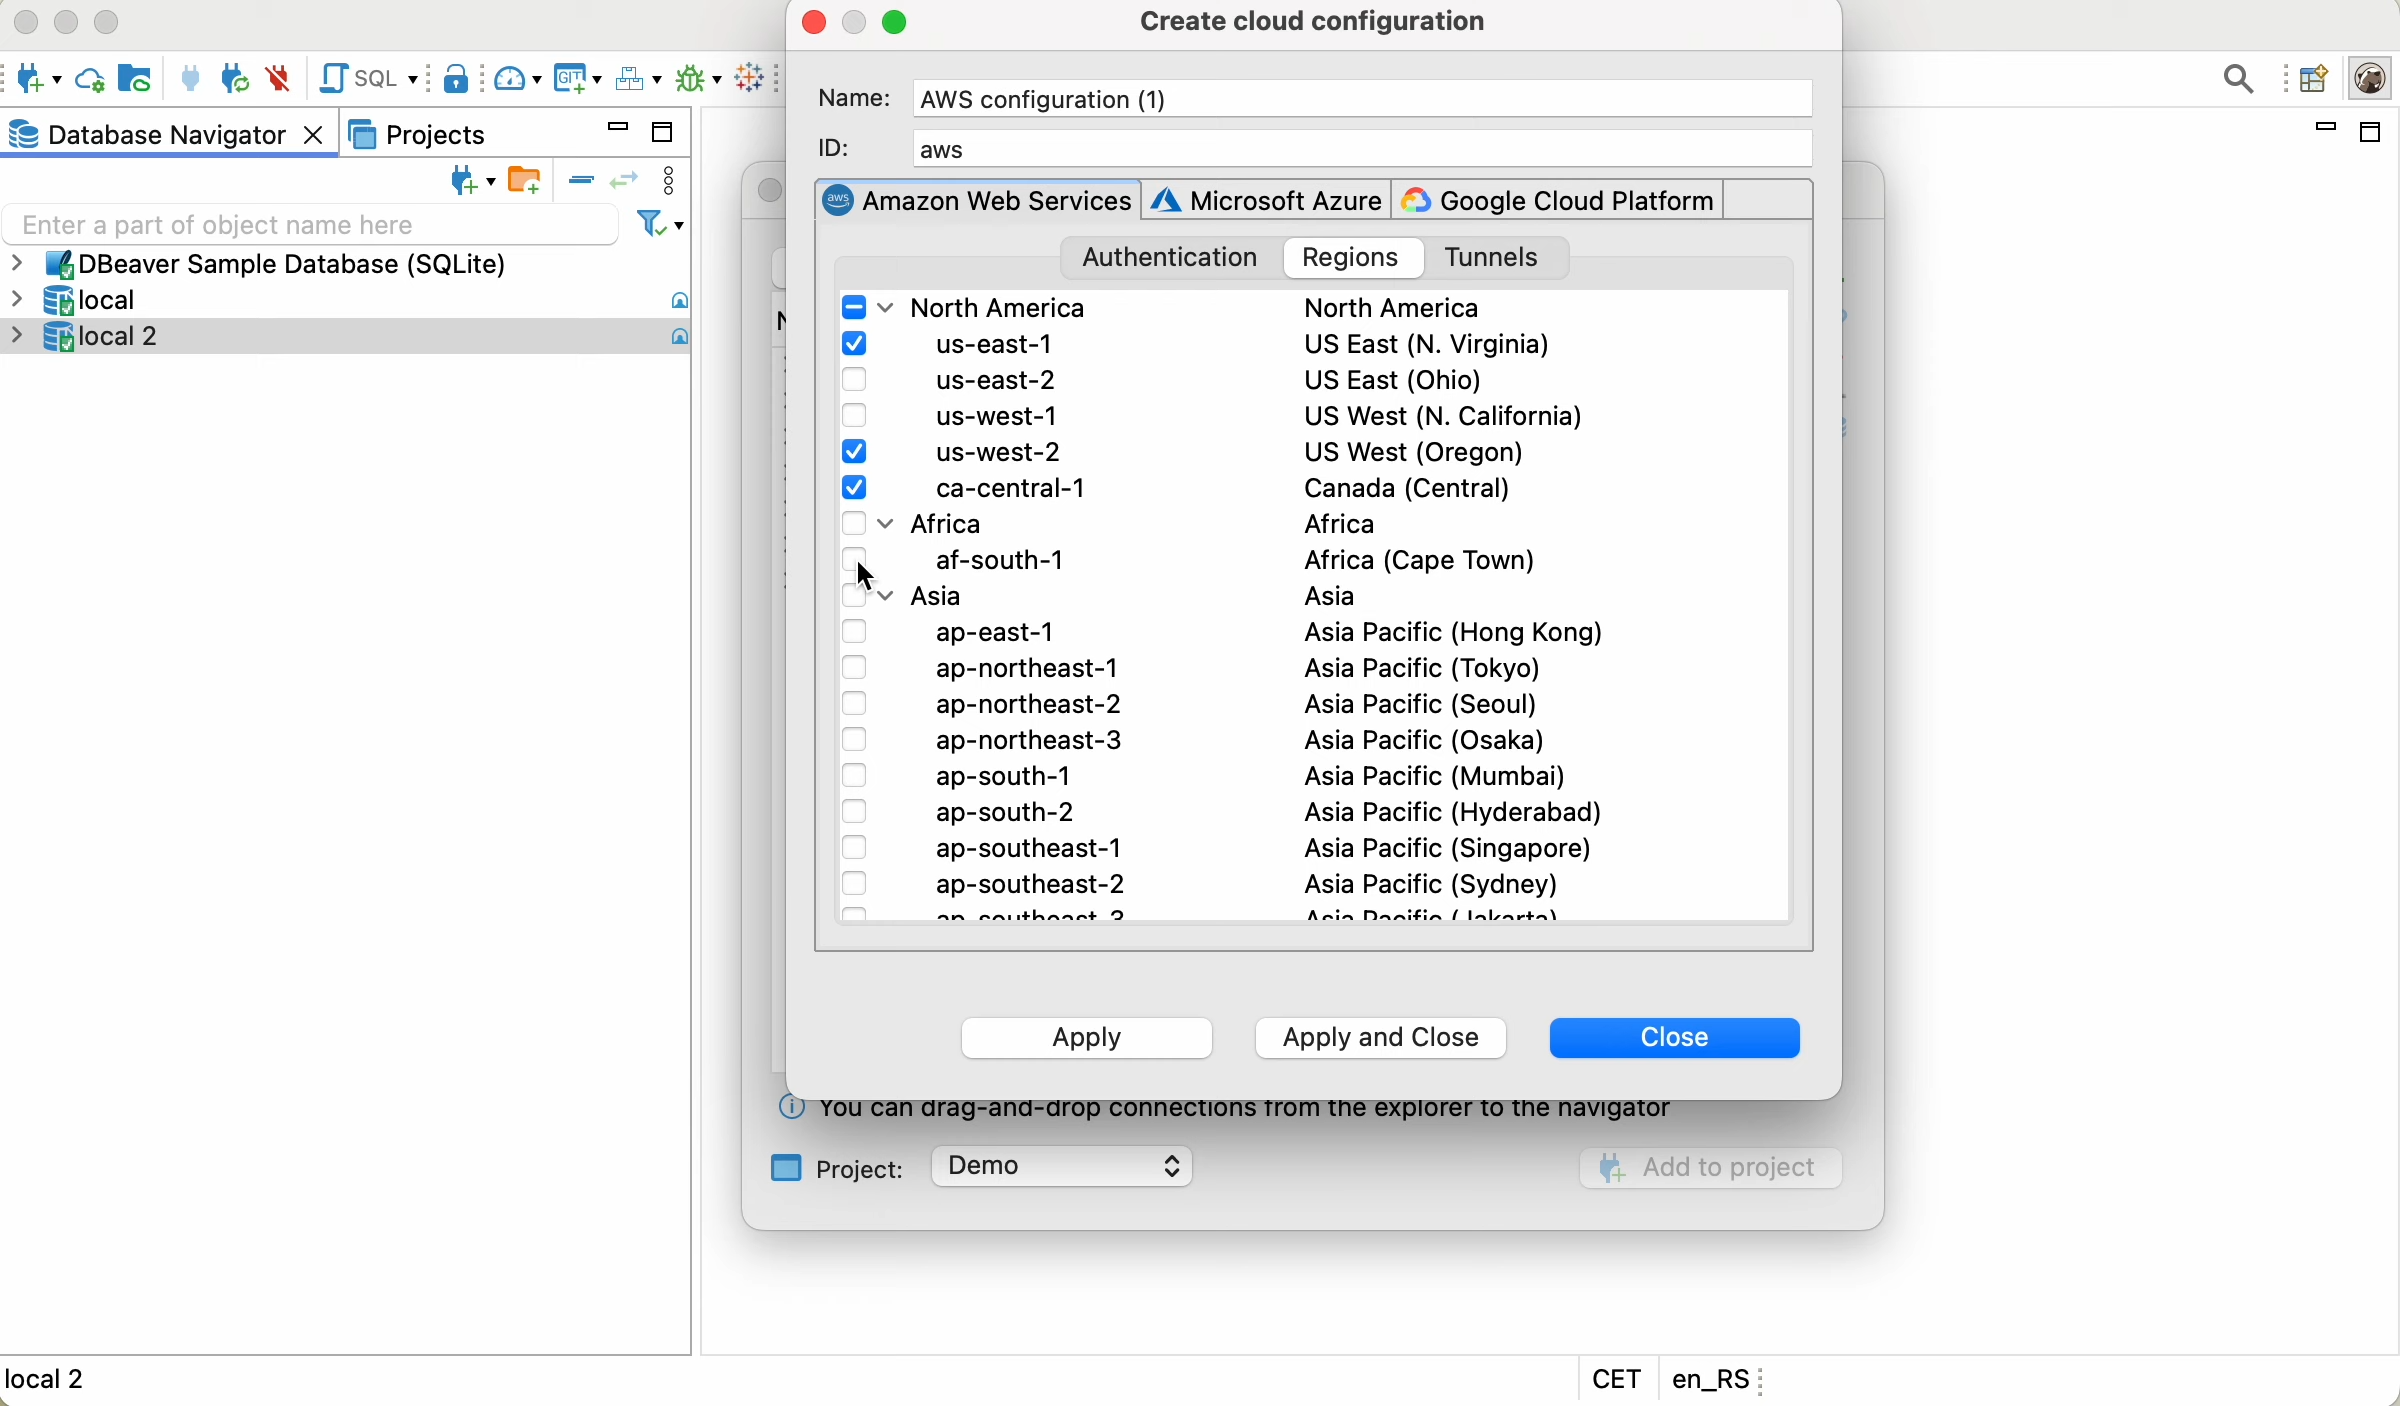 Create cloud configuration
SQL
GIT
Name: AWS configuration (1)
ID: aws
Database Navigator
Projects
Enter a part of object name here
DBeaver Sample Database (SQLite)
local
local 2
aws Amazon Web Services
Microsoft Azure
Google Cloud Platform
Authentication
Regions
Tunnels
North America North America
us-east-1 US East (N. Virginia)
us-east-2 US East (Ohio)
us-west-1 US West (N. California)
us-west-2 US West (Oregon)
ca-central-1 Canada (Central)
Africa Africa
af-south-1 Africa (Cape Town)
Asia Asia
ap-east-1 Asia Pacific (Hong Kong)
ap-northeast-1 Asia Pacific (Tokyo)
ap-northeast-2 Asia Pacific (Seoul)
ap-northeast-3 Asia Pacific (Osaka)
ap-south-1 Asia Pacific (Mumbai)
ap-south-2 Asia Pacific (Hyderabad)
ap-southeast-1 Asia Pacific (Singapore)
ap-southeast-2 Asia Pacific (Sydney)
ap-southeast-3 Asia Pacific (Jakarta)
Apply
Apply and Close
Close
You can drag-and-drop connections from the explorer to the navigator
Project: Demo
Add to project
local 2
CET
en_RS